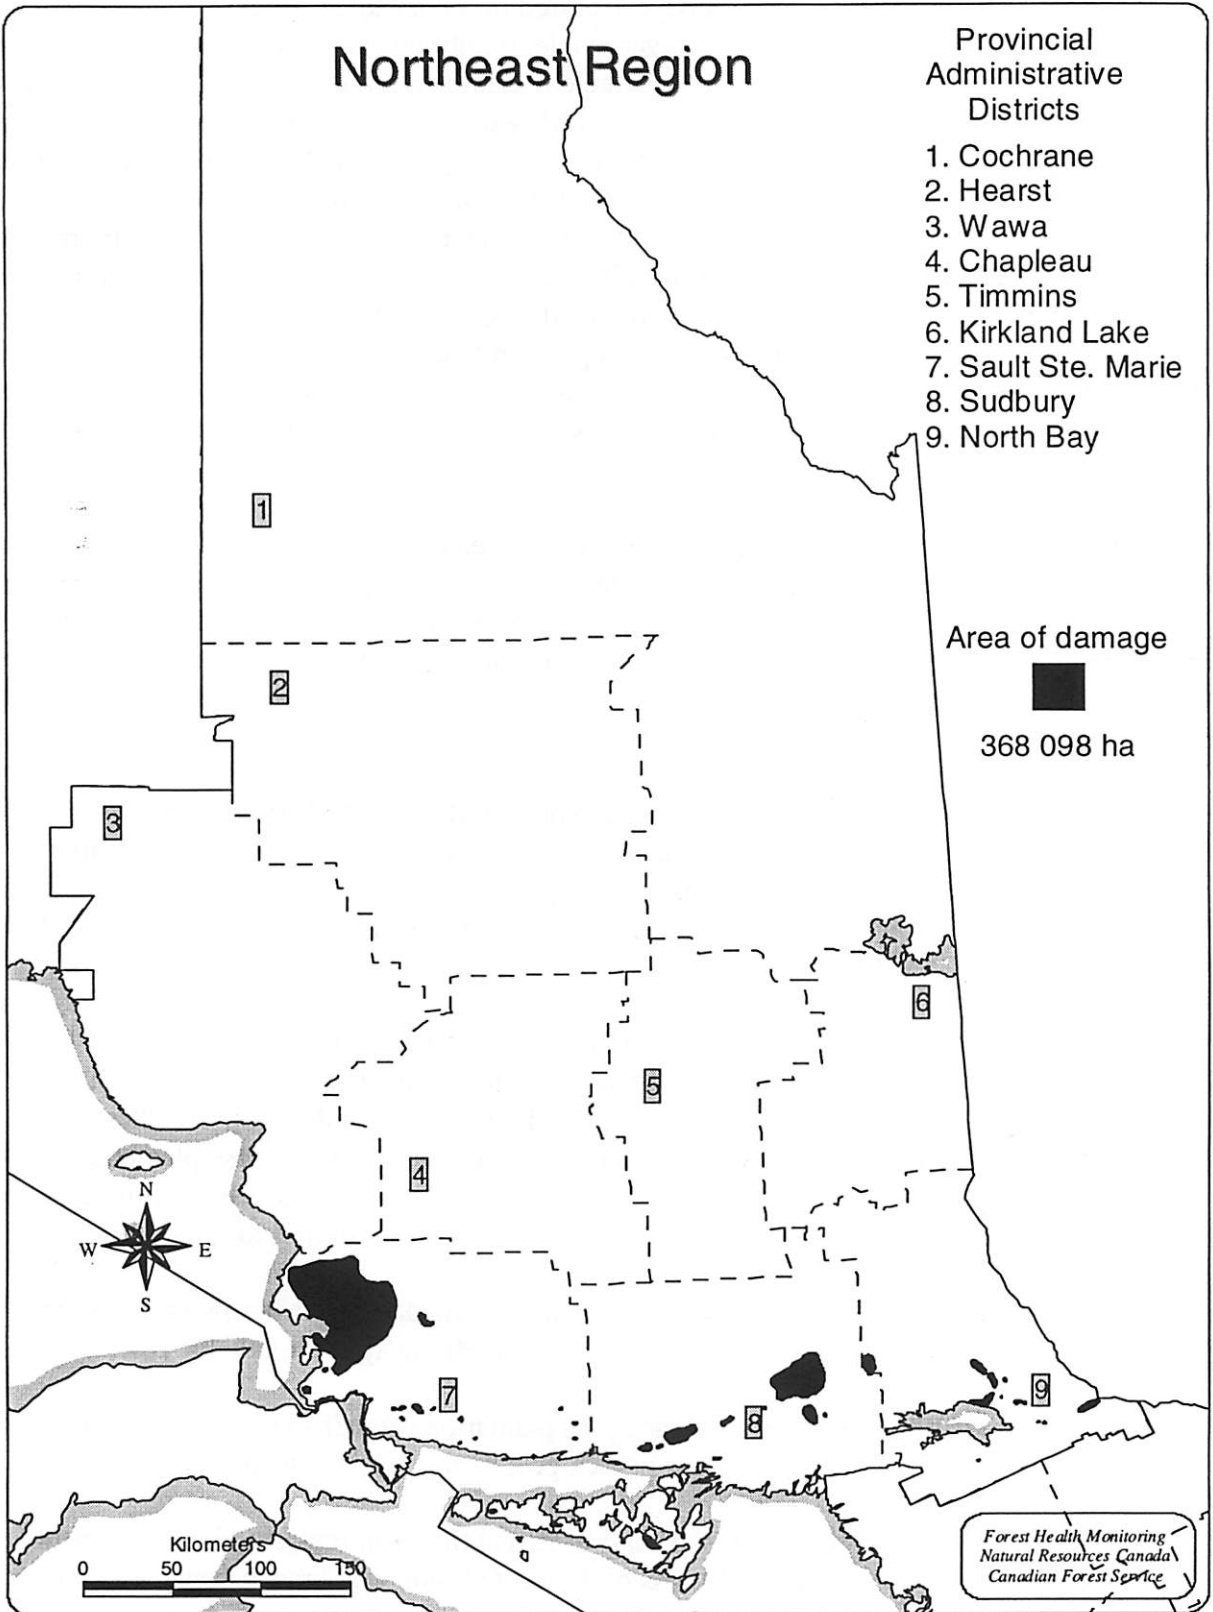 Northeast Region
Provincial
Administrative
Districts
1. Cochrane
2. Hearst
3. Wawa
4. Chapleau
5. Timmins
6. Kirkland Lake
7. Sault Ste. Marie
8. Sudbury
9. North Bay
1
Area of damage
2
368 098 ha
3
6
5
4
N
W E
S
7
9
8
Kilometers
0 50 100 150
Forest Health Monitoring
Natural Resources Canada
Canadian Forest Service